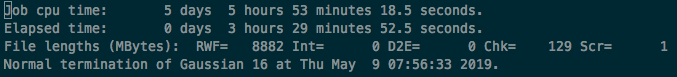 Job cpu time:       5 days  5 hours 53 minutes 18.5 seconds.
Elapsed time:       0 days  3 hours 29 minutes 52.5 seconds.
File lengths (MBytes):  RWF=   8882 Int=      0 D2E=      0 Chk=    129 Scr=      1
Normal termination of Gaussian 16 at Thu May  9 07:56:33 2019.